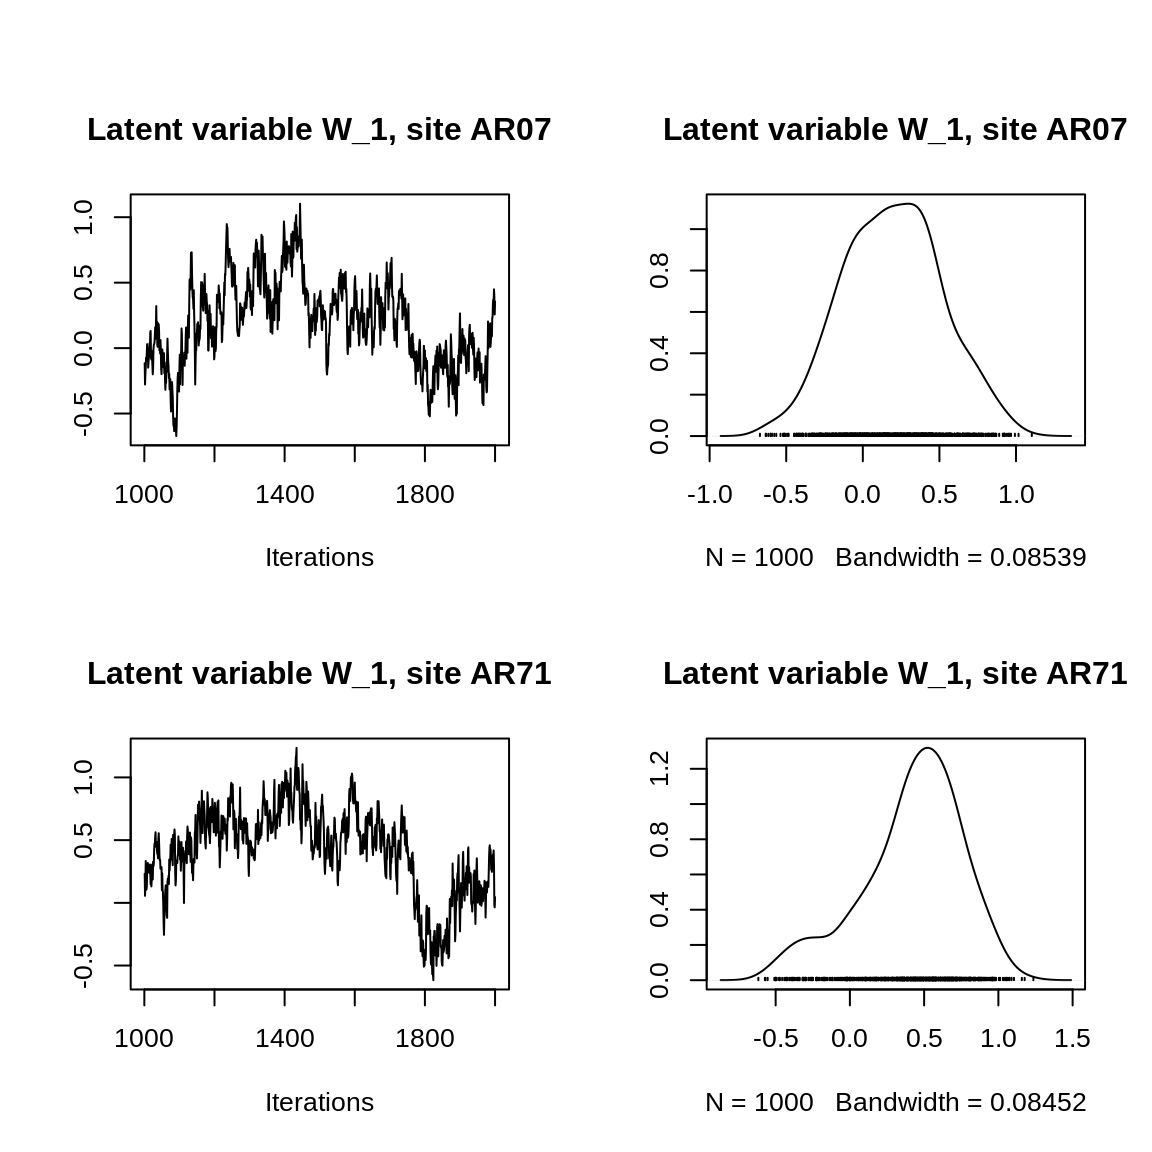 Latent variable W_1, site AR07
1.0
0.5
0.0
-0.5
1000 1400 1800
Iterations
Latent variable W_1, site AR07
0.8
0.4
0.0
-1.0 -0.5 0.0 0.5 1.0
N = 1000 Bandwidth = 0.08539
Latent variable W_1, site AR71
1.0
0.5
-0.5
1000 1400 1800
Iterations
Latent variable W_1, site AR71
1.2
0.8
0.4
0.0
-0.5 0.0 0.5 1.0 1.5
N = 1000 Bandwidth = 0.08452